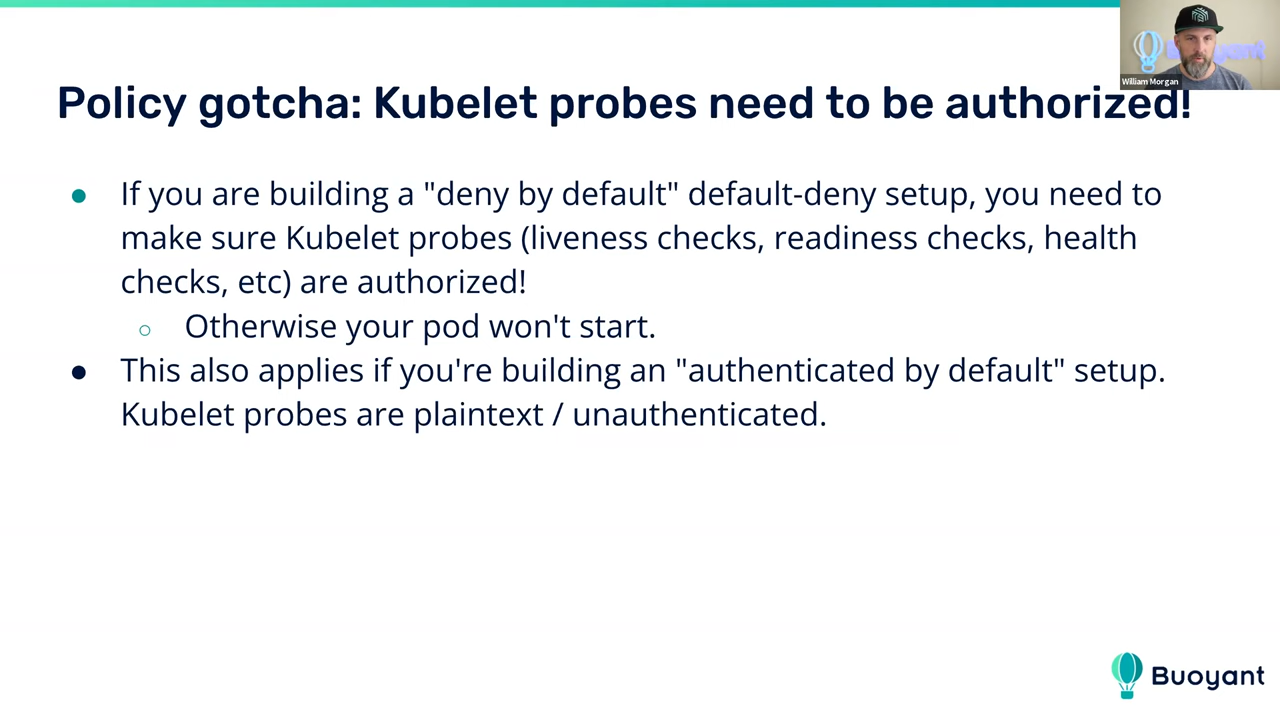 Policy gotcha: Kubelet probes need to be authorized!
William Morgan
● If you are building a "deny by default" default-deny setup, you need to
make sure Kubelet probes (liveness checks, readiness checks, health
checks, etc) are authorized!
○ Otherwise your pod won't start.
● This also applies if you're building an "authenticated by default" setup.
Kubelet probes are plaintext / unauthenticated.
Buoyant